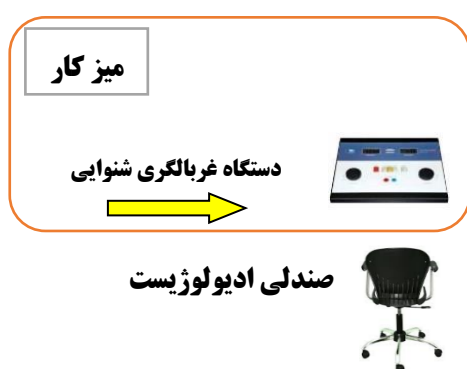 میز کار
دستگاه غربالگری شنوایی
صندلی ادیولوژیست